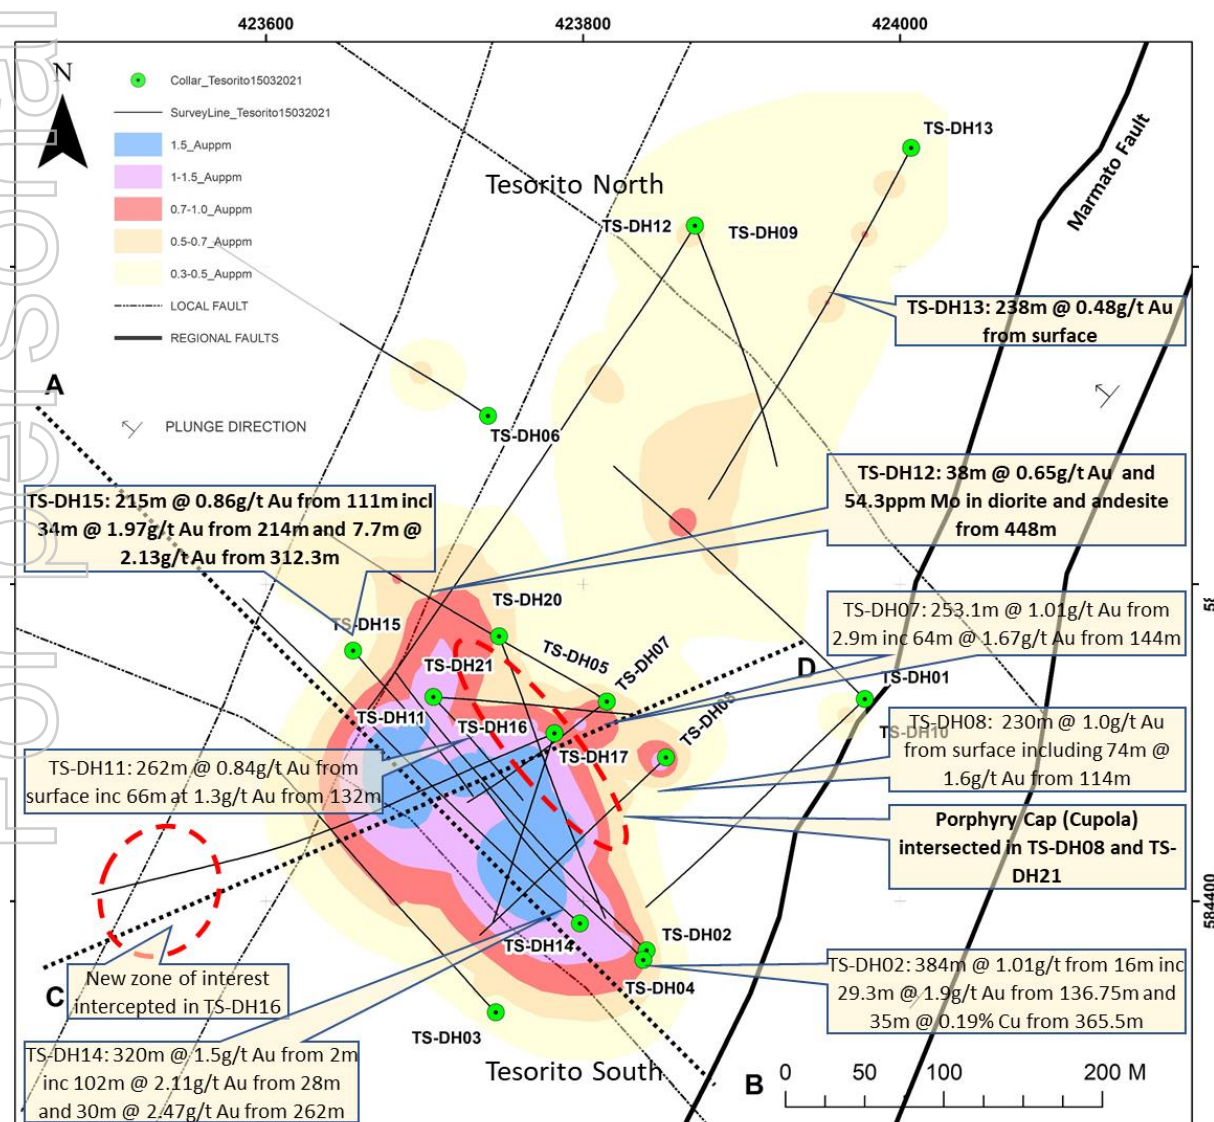 423600
423800
424000
N
Collar_Tesorito15032021
SurveyLine_Tesorito15032021
1.5_Auppm
1-1.5_Auppm
0.7-1.0_Auppm
0.5-0.7_Auppm
0.3-0.5_Auppm
LOCAL FAULT
REGIONAL FAULTS
PLUNGE DIRECTION
For personal
Tesorito North
TS-DH13
Marmato Fault
TS-DH12
TS-DH09
TS-DH13: 238m @ 0.48g/t Au
from surface
A
TS-DH06
TS-DH12: 38m @ 0.65g/t Au and
54.3ppm Mo in diorite and andesite
from 448m
TS-DH15: 215m @ 0.86g/t Au from 111m incl
34m @ 1.97g/t Au from 214m and 7.7m @
2.13g/t Au from 312.3m
TS-DH20
TS-DH15
TS-DH07: 253.1m @ 1.01g/t Au from
2.9m inc 64m @ 1.67g/t Au from 144m
TS-DH05
TS-DH07
TS-DH21
D
TS-DH01
TS-DH11
TS-DH16
TS-DH17
TS-DH10
TS-DH08: 230m @ 1.0g/t Au
from surface including 74m @
1.6g/t Au from 114m
TS-DH11: 262m @ 0.84g/t Au from
surface inc 66m at 1.3g/t Au from 132m
Porphyry Cap (Cupola)
intersected in TS-DH08 and TS-
DH21
584400
TS-DH14
TS-DH02
TS-DH04
TS-DH02: 384m @ 1.01g/t from 16m inc
29.3m @ 1.9g/t Au from 136.75m and
35m @ 0.19% Cu from 365.5m
C
New zone of interest
intercepted in TS-DH16
TS-DH03
TS-DH14: 320m @ 1.5g/t Au from 2m
inc 102m @ 2.11g/t Au from 28m
and 30m @ 2.47g/t Au from 262m
Tesorito South
B
0 50 100 200 M